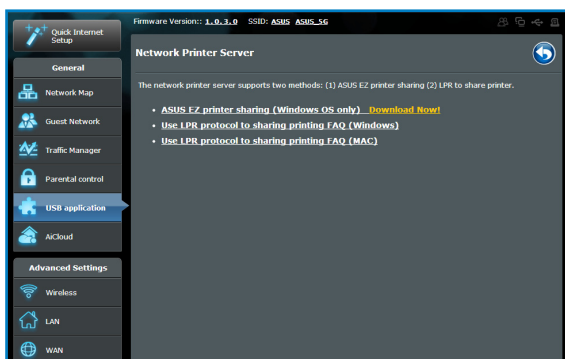 Firmware Version:: 1.0.3.0 SSID: ASUS ASUS_5G
Quick Internet
Setup
General
Network Map
Guest Network
Traffic Manager
Parental control
USB application
AiCloud
Advanced Settings
Wireless
LAN
WAN
Network Printer Server
The network printer server supports two methods: (1) ASUS EZ printer sharing (2) LPR to share printer.
ASUS EZ printer sharing (Windows OS only) Download Now!
Use LPR protocol to sharing printing FAQ (Windows)
Use LPR protocol to sharing printing FAQ (MAC)